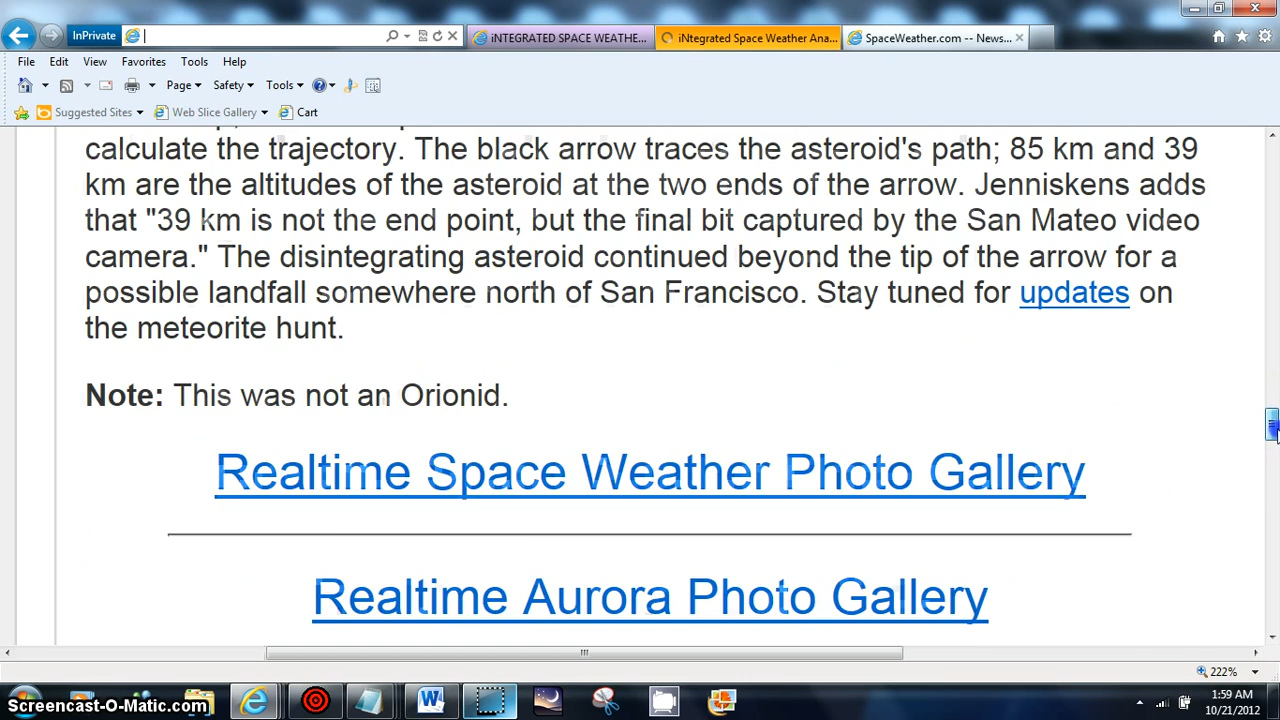 InPrivate
iNTEGRATED SPACE WEATHE...
iNtegrated Space Weather Ana...
SpaceWeather.com -- News...
File Edit View Favorites Tools Help
Page Safety Tools
Suggested Sites Web Slice Gallery Cart
calculate the trajectory. The black arrow traces the asteroid's path; 85 km and 39
km are the altitudes of the asteroid at the two ends of the arrow. Jenniskens adds
that "39 km is not the end point, but the final bit captured by the San Mateo video
camera." The disintegrating asteroid continued beyond the tip of the arrow for a
possible landfall somewhere north of San Francisco. Stay tuned for updates on
the meteorite hunt.
Note: This was not an Orionid.
Realtime Space Weather Photo Gallery
Realtime Aurora Photo Gallery
222%
Screencast-O-Matic.com
1:59 AM
10/21/2012